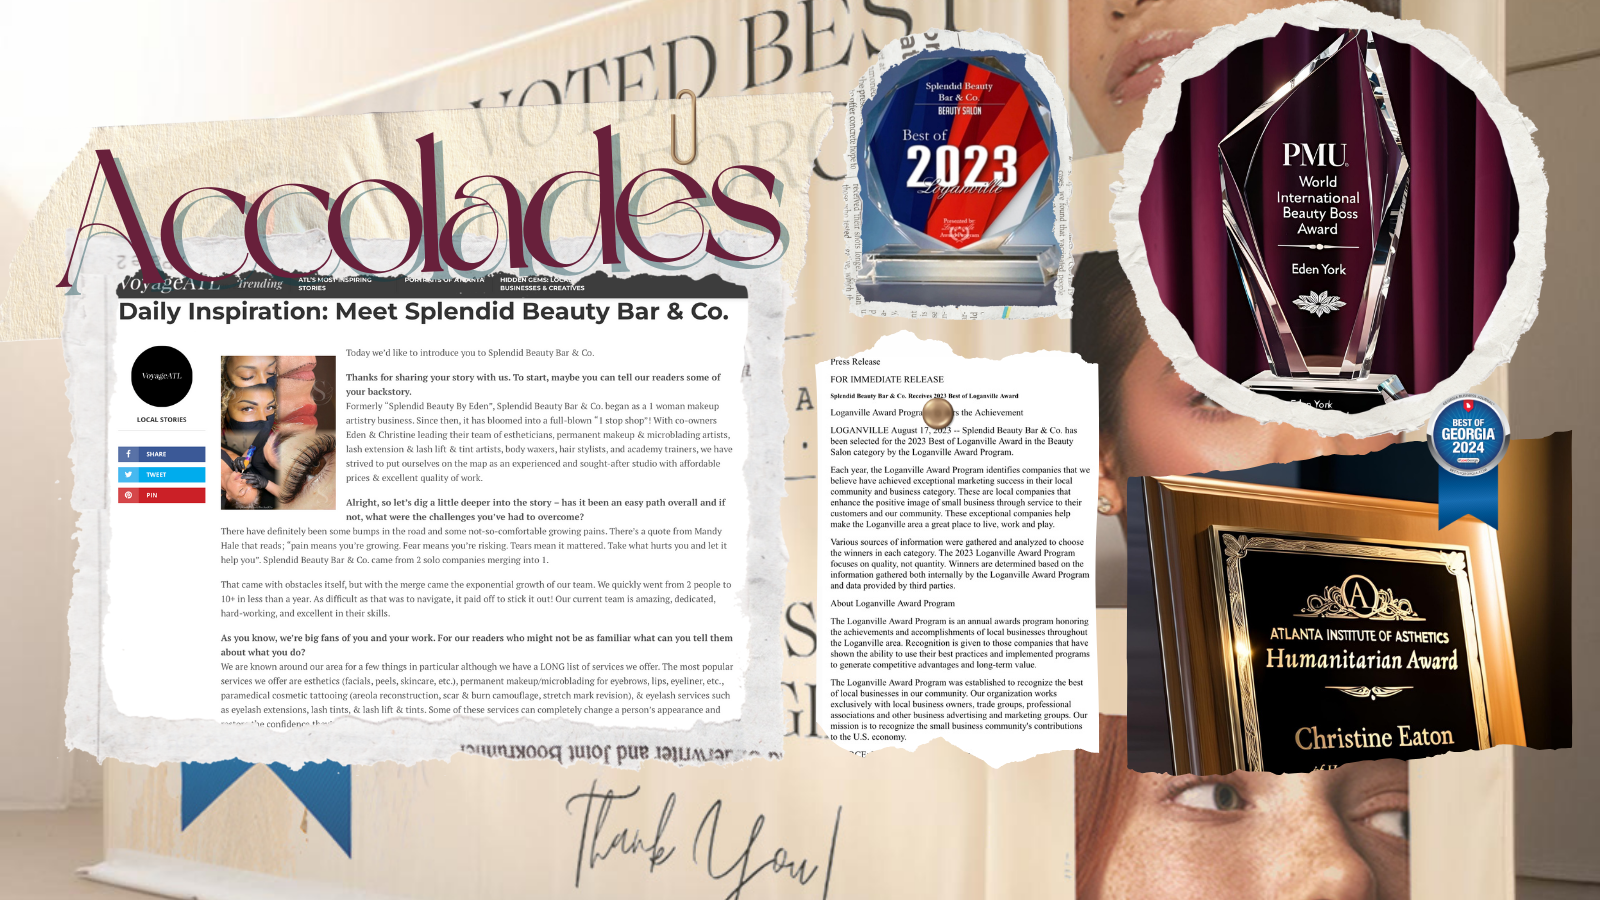 VOTED BEST
Accolades
VoyageATL
Trending
ATL'S MOST INSPIRING
STORIES
PORTRAITS OF ATLANTA
HIDDEN GEMS: LOCAL
BUSINESSES & CREATIVES
Daily Inspiration: Meet Splendid Beauty Bar & Co.
VoyageATL
LOCAL STORIES
SHARE
TWEET
PIN
Today we'd like to introduce you to Splendid Beauty Bar & Co.
Thanks for sharing your story with us. To start, maybe you can tell our readers some of
your backstory.
Formerly “Splendid Beauty By Eden”, Splendid Beauty Bar & Co. began as a 1 woman makeup
artistry business. Since then, it has bloomed into a full-blown “1 stop shop”! With co-owners
Eden & Christine leading their team of estheticians, permanent makeup & microblading artists,
lash extension & lash lift & tint artists, body waxers, hair stylists, and academy trainers, we have
strived to put ourselves on the map as an experienced and sought-after studio with affordable
prices & excellent quality of work.
Alright, so let's dig a little deeper into the story – has it been an easy path overall and if
not, what were the challenges you've had to overcome?
There have definitely been some bumps in the road and some not-so-comfortable growing pains. There's a quote from Mandy
Hale that reads; “pain means you're growing. Fear means you're risking. Tears mean it mattered. Take what hurts you and let it
help you”. Splendid Beauty Bar & Co. came from 2 solo companies merging into 1.
That came with obstacles itself, but with the merge came the exponential growth of our team. We quickly went from 2 people to
10+ in less than a year. As difficult as that was to navigate, it paid off to stick it out! Our current team is amazing, dedicated,
hard-working, and excellent in their skills.
As you know, we're big fans of you and your work. For our readers who might not be as familiar what can you tell them
about what you do?
We are known around our area for a few things in particular although we have a LONG list of services we offer. The most popular
services we offer are esthetics (facials, peels, skincare, etc.), permanent makeup/microblading for eyebrows, lips, eyeliner, etc.,
paramedical cosmetic tattooing (areola reconstruction, scar & burn camouflage, stretch mark revision), & eyelash services such
as eyelash extensions, lash tints, & lash lift & tints. Some of these services can completely change a person's appearance and
the confidence
Splendid Beauty
Bar & Co.
BEAUTY SALON
Best of
2023
Loganville
Presented by
Award Program
Press Release
FOR IMMEDIATE RELEASE
Splendid Beauty Bar & Co. Receives 2023 Best of Loganville Award
Loganville Award Progra rs the Achievement
LOGANVILLE August 17, 2023 -- Splendid Beauty Bar & Co. has
been selected for the 2023 Best of Loganville Award in the Beauty
Salon category by the Loganville Award Program.
Each year, the Loganville Award Program identifies companies that we
believe have achieved exceptional marketing success in their local
community and business category. These are local companies that
enhance the positive image of small business through service to their
customers and our community. These exceptional companies help
make the Loganville area a great place to live, work and play.
Various sources of information were gathered and analyzed to choose
the winners in each category. The 2023 Loganville Award Program
focuses on quality, not quantity. Winners are determined based on the
information gathered both internally by the Loganville Award Program
and data provided by third parties.
About Loganville Award Program
The Loganville Award Program is an annual awards program honoring
the achievements and accomplishments of local businesses throughout
the Loganville area. Recognition is given to those companies that have
shown the ability to use their best practices and implemented programs
to generate competitive advantages and long-term value.
The Loganville Award Program was established to recognize the best
of local businesses in our community. Our organization works
exclusively with local business owners, trade groups, professional
associations and other business advertising and marketing groups. Our
mission is to recognize the small business community's contributions
to the U.S. economy.
PMU
World
International
Beauty Boss
Award
Eden York
Eden York
BEST OF
GEORGIA
2024
A
ATLANTA INSTITUTE OF ASTHETICS
Humanitarian Award
Christine Eaton
Thank You!